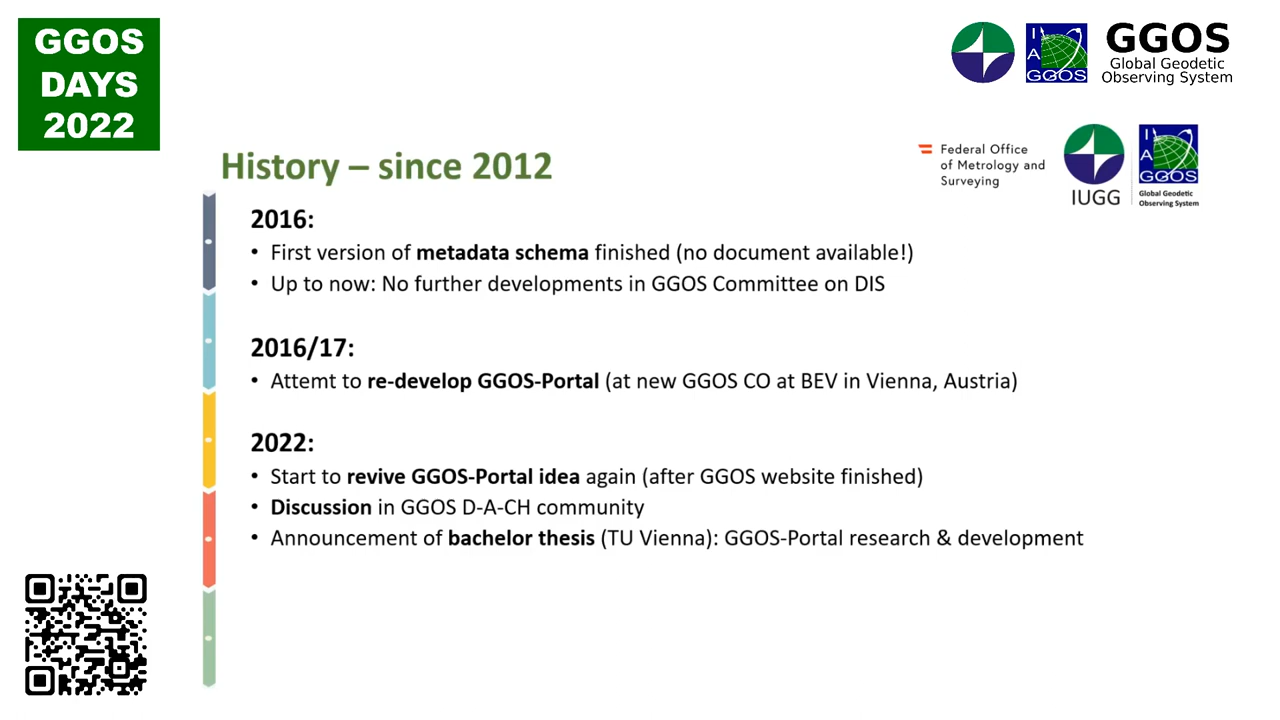 GGOS
DAYS
2022
I
A
GGOS
GGOS
Global Geodetic
Observing System
Federal Office
of Metrology and
Surveying
IUGG
I
A
GGOS
Global Geodetic
Observing System
History – since 2012
2016:
• First version of metadata schema finished (no document available!)
• Up to now: No further developments in GGOS Committee on DIS
2016/17:
• Attemt to re-develop GGOS-Portal (at new GGOS CO at BEV in Vienna, Austria)
2022:
• Start to revive GGOS-Portal idea again (after GGOS website finished)
• Discussion in GGOS D-A-CH community
• Announcement of bachelor thesis (TU Vienna): GGOS-Portal research & development